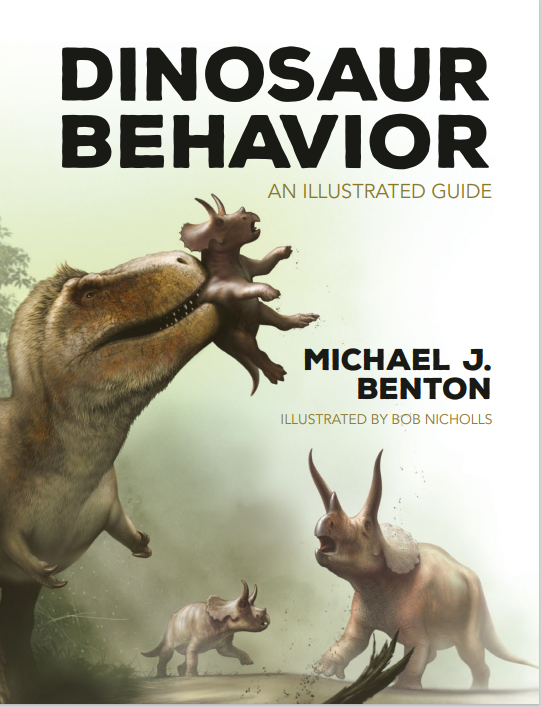 DINOSAUR
BEHAVIOR
AN ILLUSTRATED GUIDE
MICHAEL J.
BENTON
ILLUSTRATED BY BOB NICHOLLS